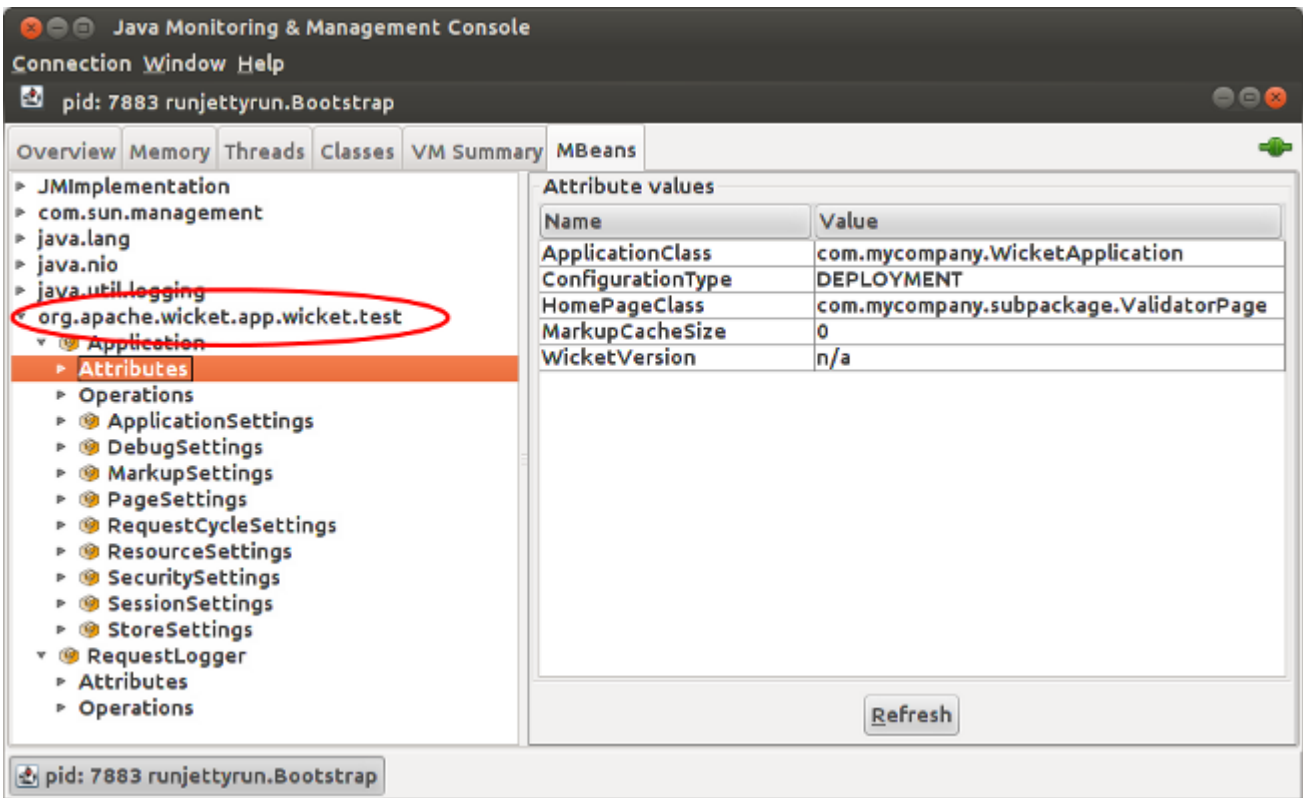 Java Monitoring & Management Console
Connection Window Help
pid: 7883 runjettyrun.Bootstrap
Overview Memory Threads Classes VM Summary MBeans
JMImplementation
com.sun.management
java.lang
java.nio
java.util.logging
org.apache.wicket.app.wicket.test
Application
Attributes
Operations
ApplicationSettings
DebugSettings
MarkupSettings
PageSettings
RequestCycleSettings
ResourceSettings
SecuritySettings
SessionSettings
StoreSettings
RequestLogger
Attributes
Operations
Attribute values
Name Value
ApplicationClass com.mycompany.WicketApplication
ConfigurationType DEPLOYMENT
HomePageClass com.mycompany.subpackage.ValidatorPage
MarkupCacheSize 0
WicketVersion n/a
Refresh
pid: 7883 runjettyrun.Bootstrap